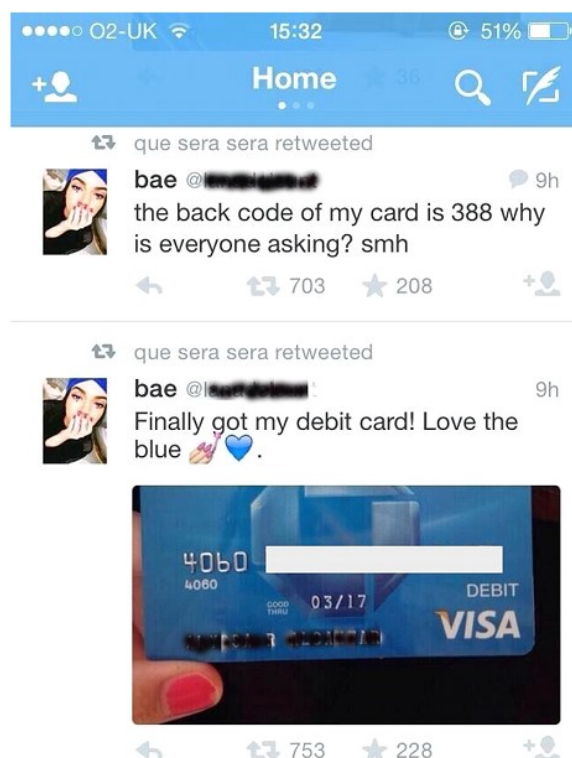 O2-UK 15:32 51%
Home
36
que sera sera retweeted
bae @ 9h
the back code of my card is 388 why
is everyone asking? smh
703 208
que sera sera retweeted
bae @ 9h
Finally got my debit card! Love the
blue 💅💙.
4060
4060
DEBIT
GOOD
THRU 03/17
VISA
753 228